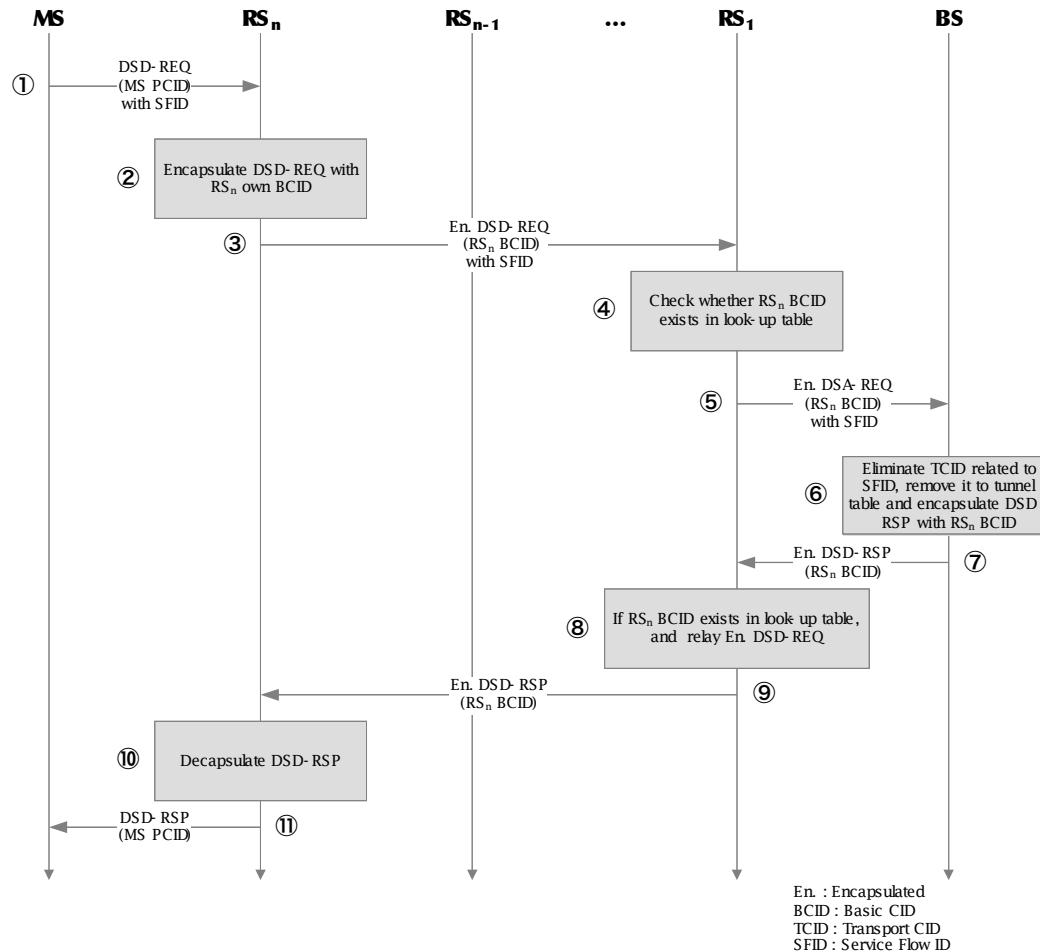 MS RSn RSn-1 ... RS1 BS
①
DSD-REQ
(MS PCID)
with SFID
②
Encapsulate DSD-REQ with
RSn own BCID
③
En. DSD-REQ
(RSn BCID)
with SFID
④
Check whether RSn BCID
exists in look-up table
⑤
En. DSA-REQ
(RSn BCID)
with SFID
⑥
Eliminate TCID related to
SFID, remove it to tunnel
table and encapsulate DSD
RSP with RSn BCID
En. DSD-RSP
(RSn BCID)
⑦
⑧
If RSn BCID exists in look-up table,
and relay En. DSD-REQ
En. DSD-RSP
(RSn BCID)
⑨
⑩
Decapsulate DSD-RSP
DSD-RSP
(MS PCID)
⑪
En. : Encapsulated
BCID : Basic CID
TCID : Transport CID
SFID : Service Flow ID